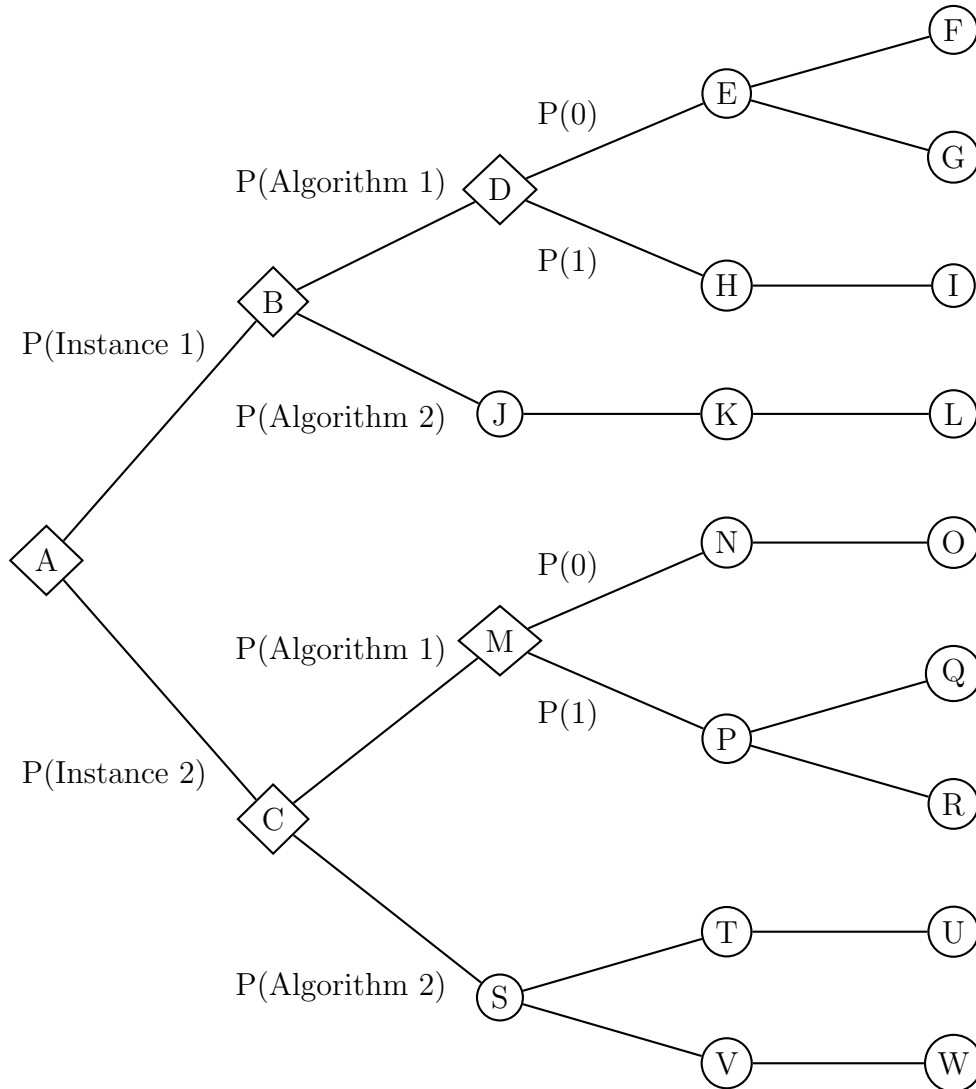 F
P(0)
E
G
P(Algorithm 1)
D
P(1)
H
I
B
P(Instance 1)
P(Algorithm 2)
J
K
L
A
P(0)
N
O
P(Algorithm 1)
M
Q
P(1)
P
R
P(Instance 2)
C
T
U
P(Algorithm 2)
S
V
W